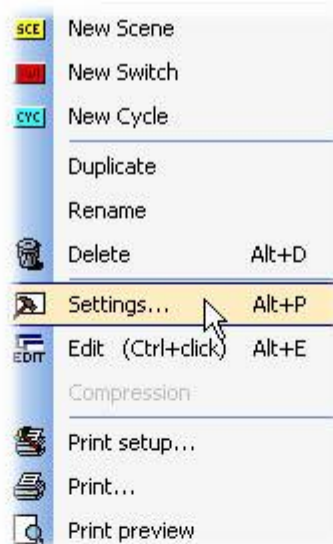 SCE New Scene
New Switch
CYC New Cycle
Duplicate
Rename
Delete Alt+D
Settings... Alt+P
EDIT Edit (Ctrl+click) Alt+E
Compression
Print setup...
Print...
Print preview